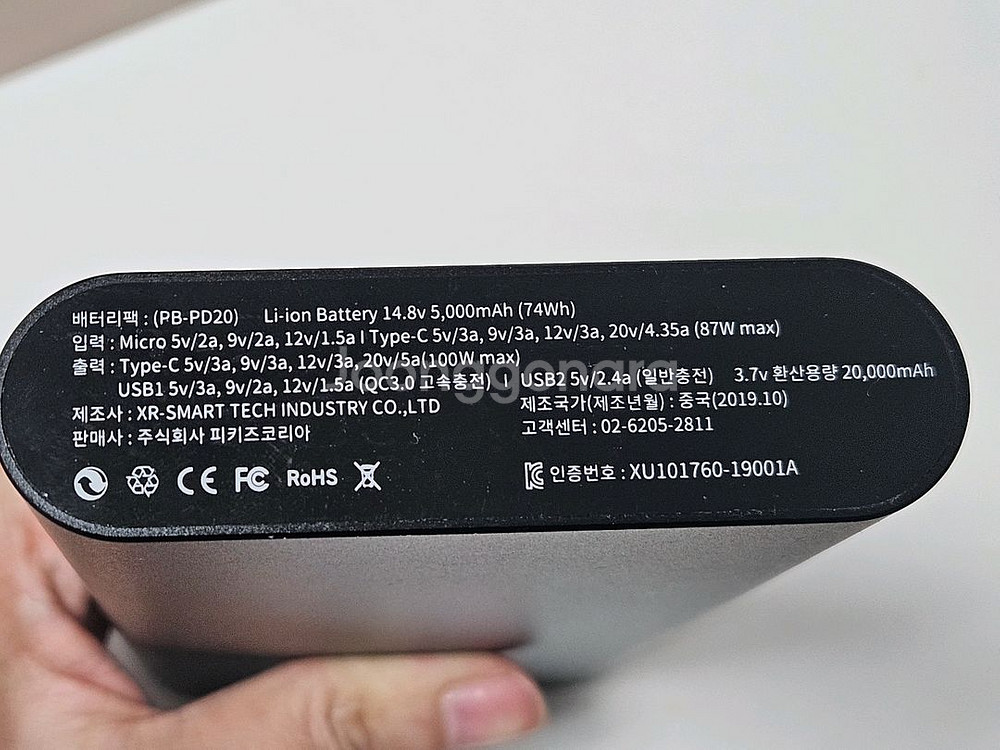 배터리팩 : (PB-PD20) Li-ion Battery 14.8v 5,000mAh (74Wh)
입력 : Micro 5v/2a, 9v/2a, 12v/1.5a l Type-C 5v/3a, 9v/3a, 12v/3a, 20v/4.35a (87W max)
출력 : Type-C 5v/3a, 9v/3a, 12v/3a, 20v/5a(100W max)
USB1 5v/3a, 9v/2a, 12v/1.5a (QC3.0 고속충전) USB2 5v/2.4a (일반충전) 3.7v 환산용량 20,000mAh
제조사 : XR-SMART TECH INDUSTRY CO.,LTD 제조국가(제조년월) : 중국(2019.10)
판매사 : 주식회사 피키즈코리아 고객센터 : 02-6205-2811
CE FC RoHS 인증번호 : XU101760-19001A
Joonggonara